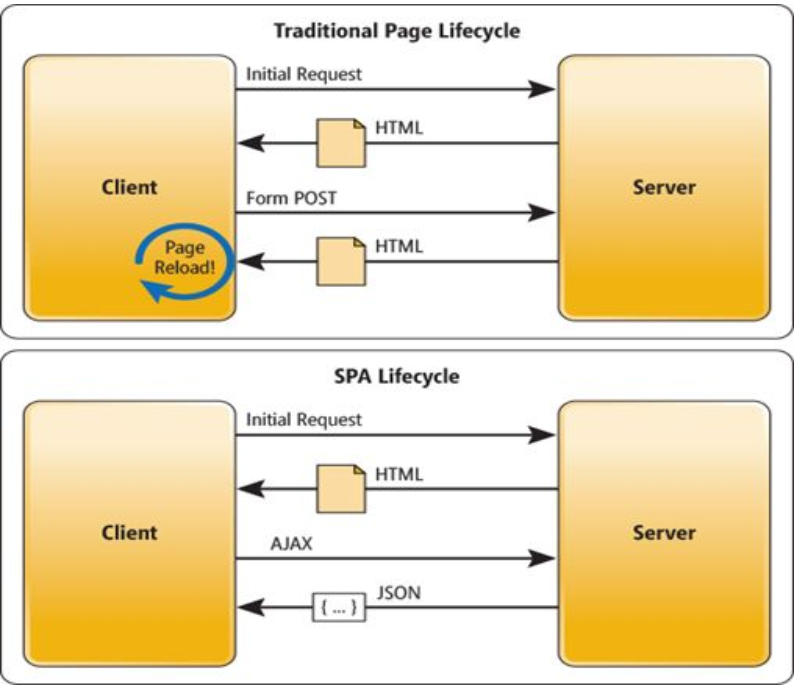 Traditional Page Lifecycle
Initial Request
HTML
Client
Server
Form POST
HTML
Page
Reload!
SPA Lifecycle
Initial Request
HTML
Client
Server
AJAX
JSON
{ ... }